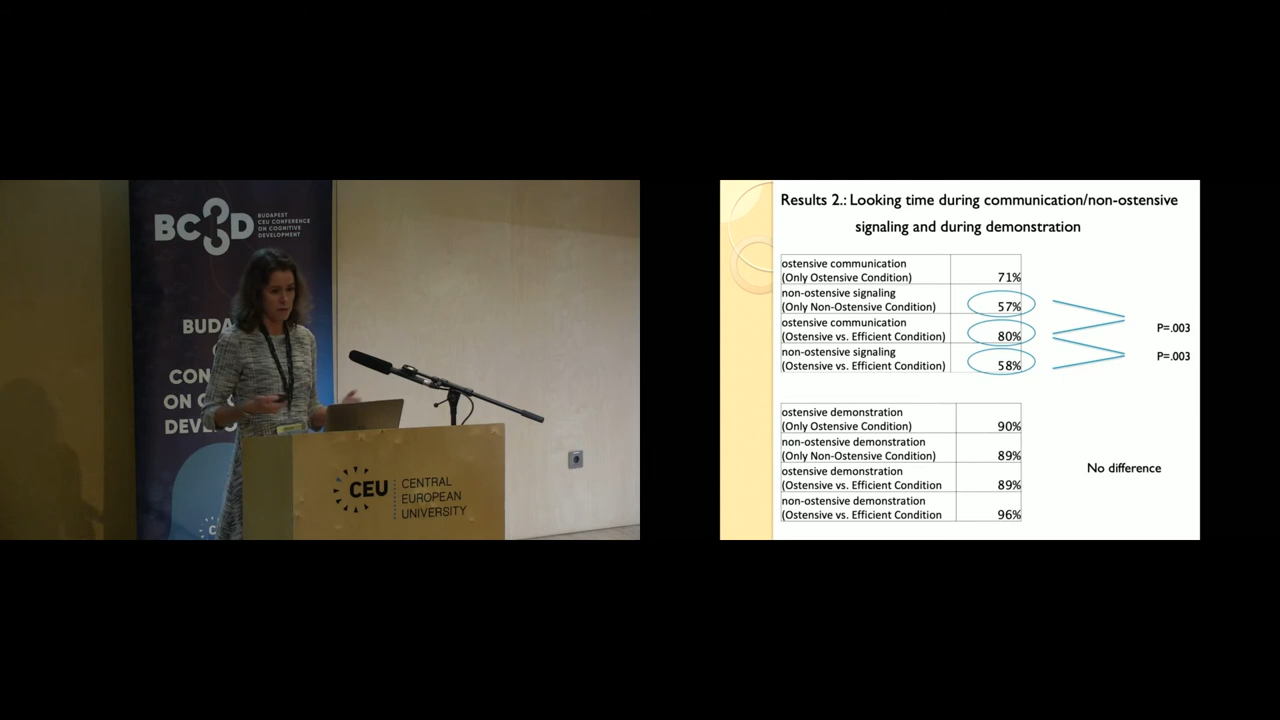 BC3D
BUDAPEST
CEU CONFERENCE
ON COGNITIVE
DEVELOPMENT
BUDA
CON
ON C
DEVELO
CEU
CENTRAL
EUROPEAN
UNIVERSITY
Results 2.: Looking time during communication/non-ostensive
signaling and during demonstration
ostensive communication
(Only Ostensive Condition) 71%
non-ostensive signaling
(Only Non-Ostensive Condition) 57%
ostensive communication
(Ostensive vs. Efficient Condition) 80%
non-ostensive signaling
(Ostensive vs. Efficient Condition) 58%
P=.003
P=.003
ostensive demonstration
(Only Ostensive Condition) 90%
non-ostensive demonstration
(Only Non-Ostensive Condition) 89%
ostensive demonstration
(Ostensive vs. Efficient Condition 89%
non-ostensive demonstration
(Ostensive vs. Efficient Condition 96%
No difference